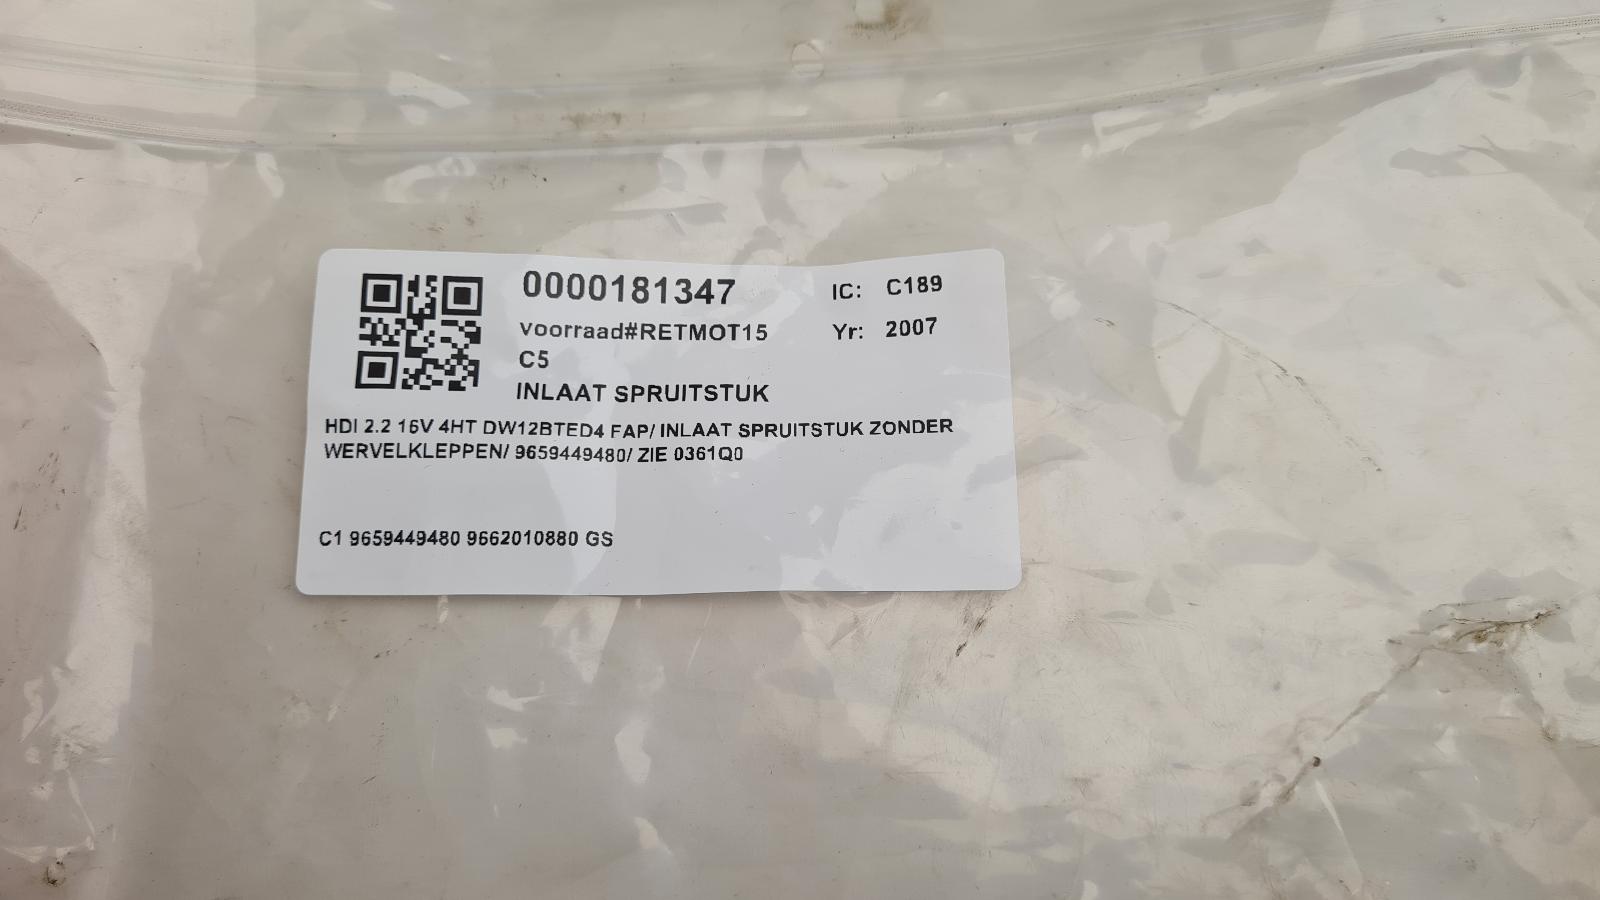 0000181347
IC: C189
voorraad#RETMOT15
Yr: 2007
C5
INLAAT SPRUITSTUK
HDI 2.2 16V 4HT DW12BTED4 FAP/ INLAAT SPRUITSTUK ZONDER
WERVELKLEPPEN/ 9659449480/ ZIE 0361Q0
C1 9659449480 9662010880 GS